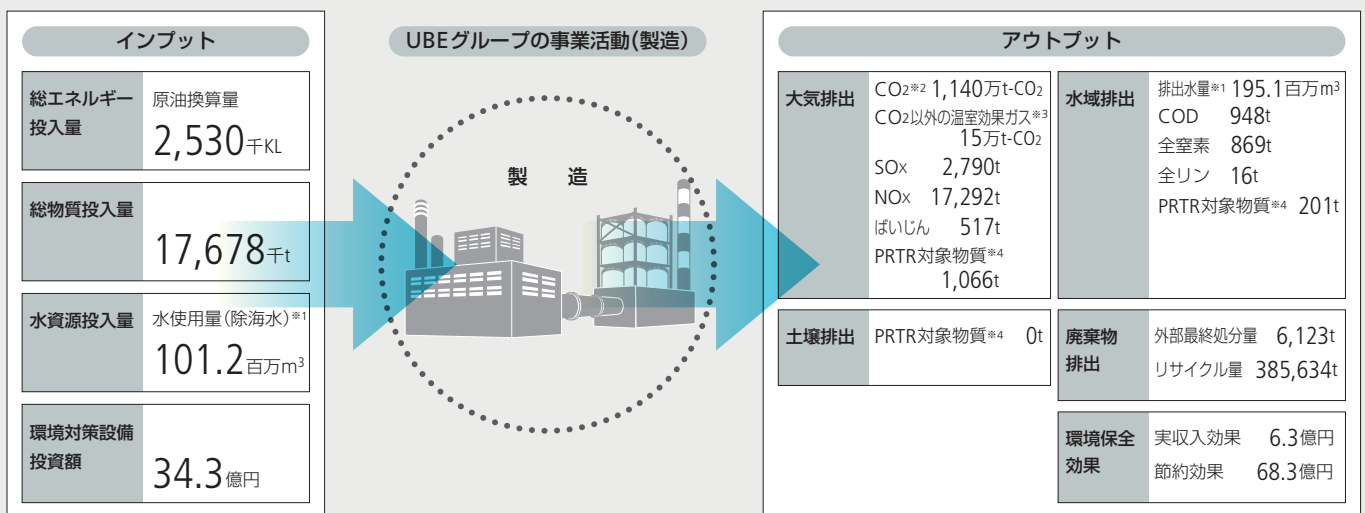 インプット
総エネルギー
投入量
原油換算量
2,530千KL
総物質投入量
17,678千t
水資源投入量
水使用量(除海水)※1
101.2百万m³
環境対策設備
投資額
34.3億円
UBEグループの事業活動(製造)
製 造
アウトプット
大気排出
CO₂※2 1,140万t-CO₂
CO₂以外の温室効果ガス※3
15万t-CO₂
SOx 2,790t
NOx 17,292t
ばいじん 517t
PRTR対象物質※4
1,066t
水域排出
排出水量※1 195.1百万m³
COD 948t
全窒素 869t
全リン 16t
PRTR対象物質※4 201t
土壌排出
PRTR対象物質※4 0t
廃棄物
排出
外部最終処分量 6,123t
リサイクル量 385,634t
環境保全
効果
実収入効果 6.3億円
節約効果 68.3億円